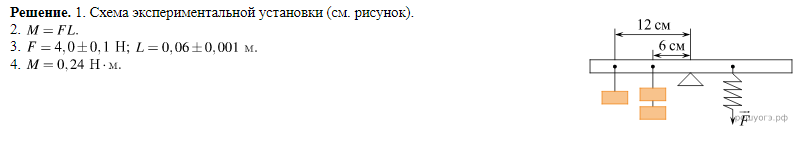 Решение. 1. Схема экспериментальной установки (см. рисунок).
2. M = FL.
3. F = 4,0 ± 0,1 Н; L = 0,06 ± 0,001 м.
4. M = 0,24 Н · м.
12 см
6 см
F